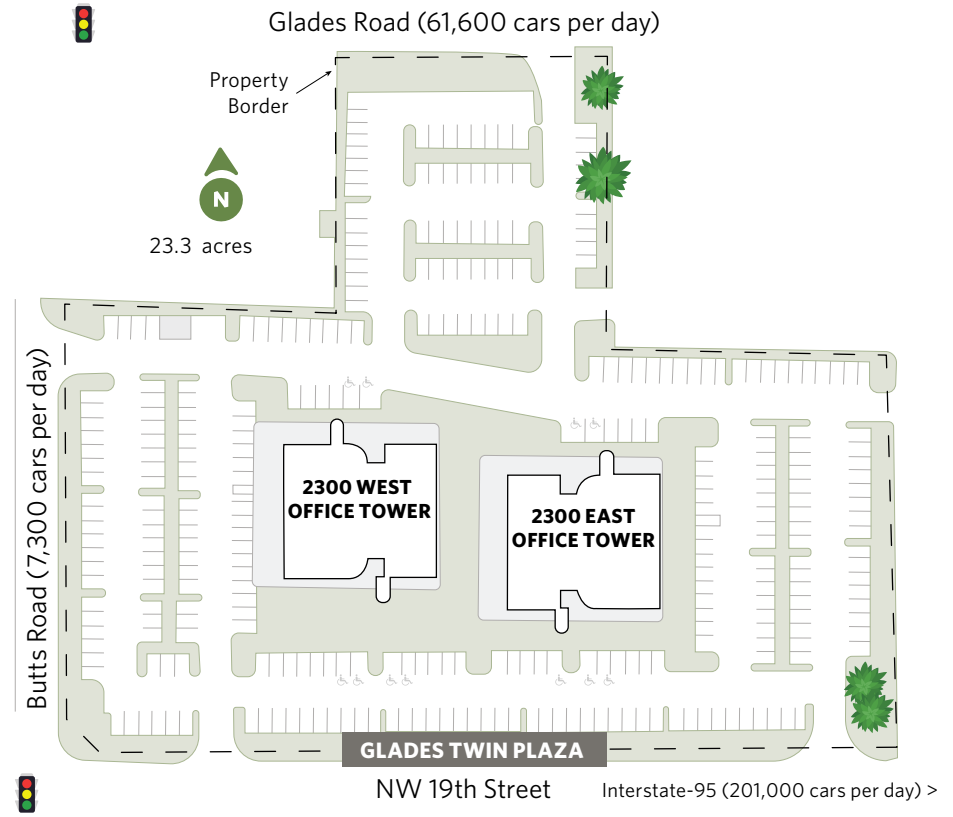 Glades Road (61,600 cars per day)
Property
Border
N
23.3 acres
Butts Road (7,300 cars per day)
2300 WEST
OFFICE TOWER
2300 EAST
OFFICE TOWER
GLADES TWIN PLAZA
NW 19th Street
Interstate-95 (201,000 cars per day) >